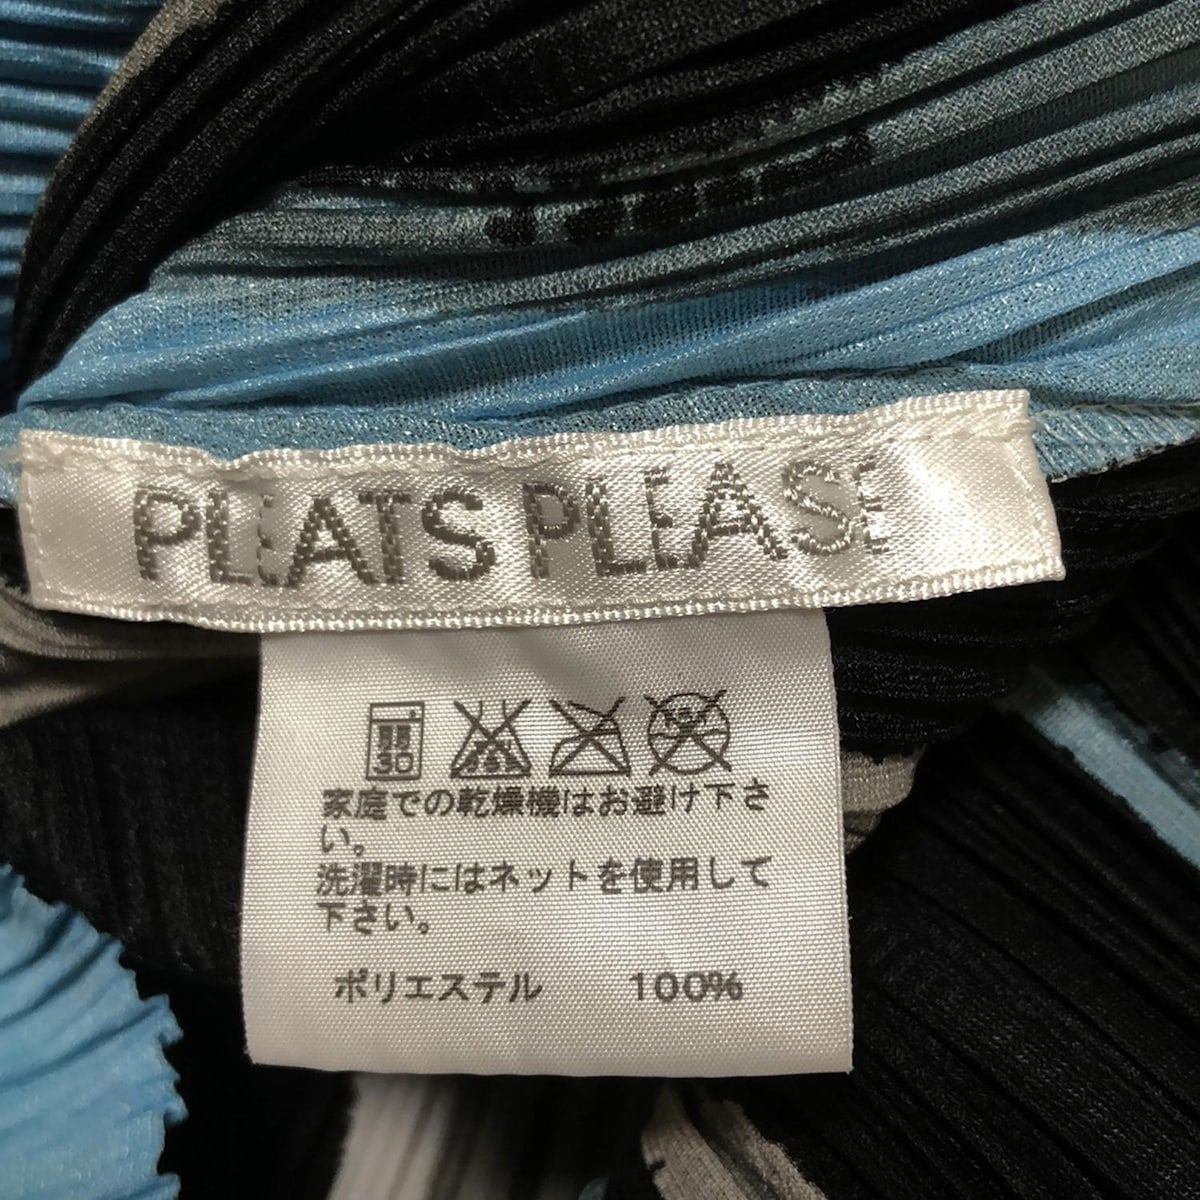 PLEATS PLEASE
30
家庭での乾燥機はお避け下さ
い。
洗濯時にはネットを使用して
下さい。
ポリエステル 100%